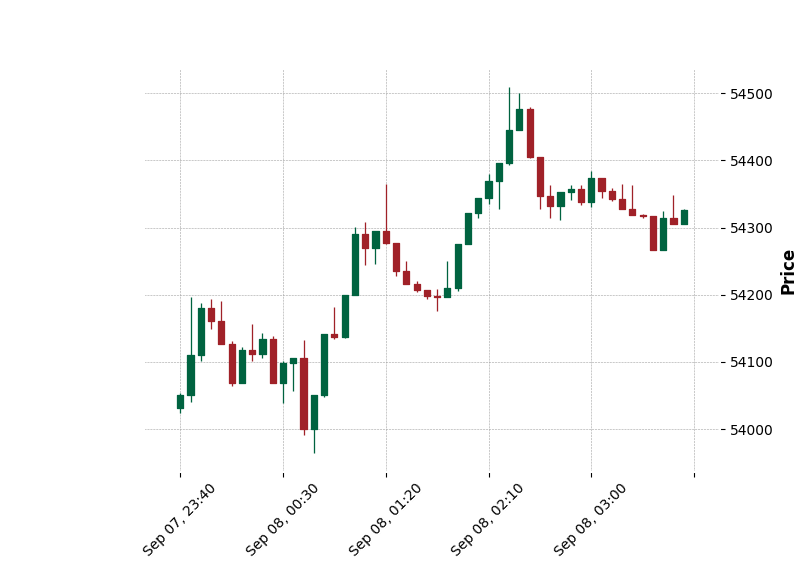 54500
54400
54300
54200
54100
54000
Price
Sep 07, 23:40
Sep 08, 00:30
Sep 08, 01:20
Sep 08, 02:10
Sep 08, 03:00